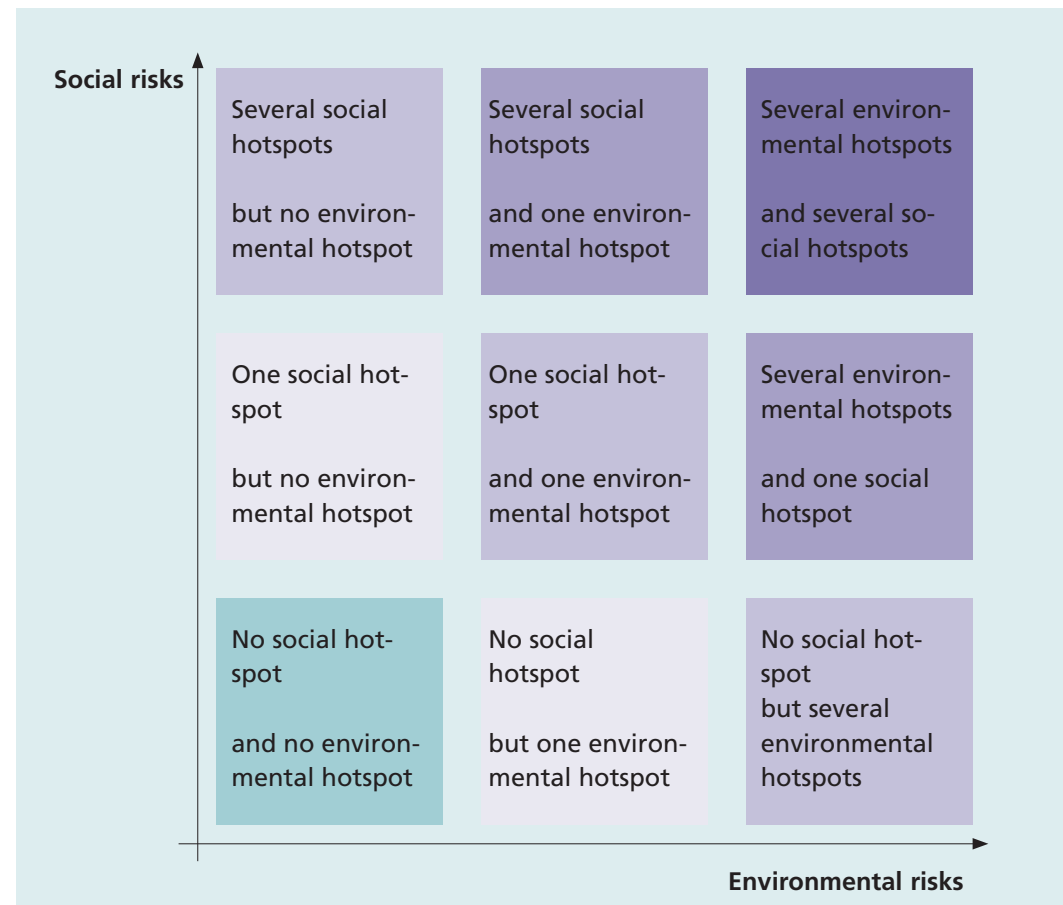 Social risks
Several social
hotspots
but no environ-
mental hotspot
Several social
hotspots
and one environ-
mental hotspot
Several environ-
mental hotspots
and several so-
cial hotspots
One social hot-
spot
but no environ-
mental hotspot
One social hot-
spot
and one environ-
mental hotspot
Several environ-
mental hotspots
and one social
hotspot
No social hot-
spot
and no environ-
mental hotspot
No social
hotspot
but one environ-
mental hotspot
No social hot-
spot
but several
environmental
hotspots
Environmental risks